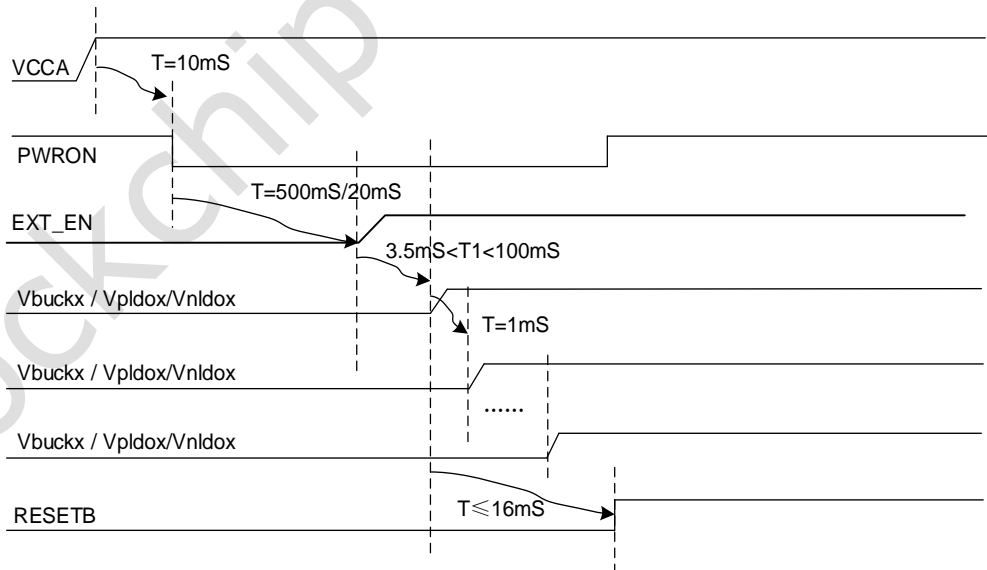 VCCA
T=10mS
PWRON
T=500mS/20mS
EXT_EN
3.5mS<T1<100mS
Vbuckx / Vpldox/Vnldox
T=1mS
Vbuckx / Vpldox/Vnldox
......
Vbuckx / Vpldox/Vnldox
T≤16mS
RESETB
ockchip